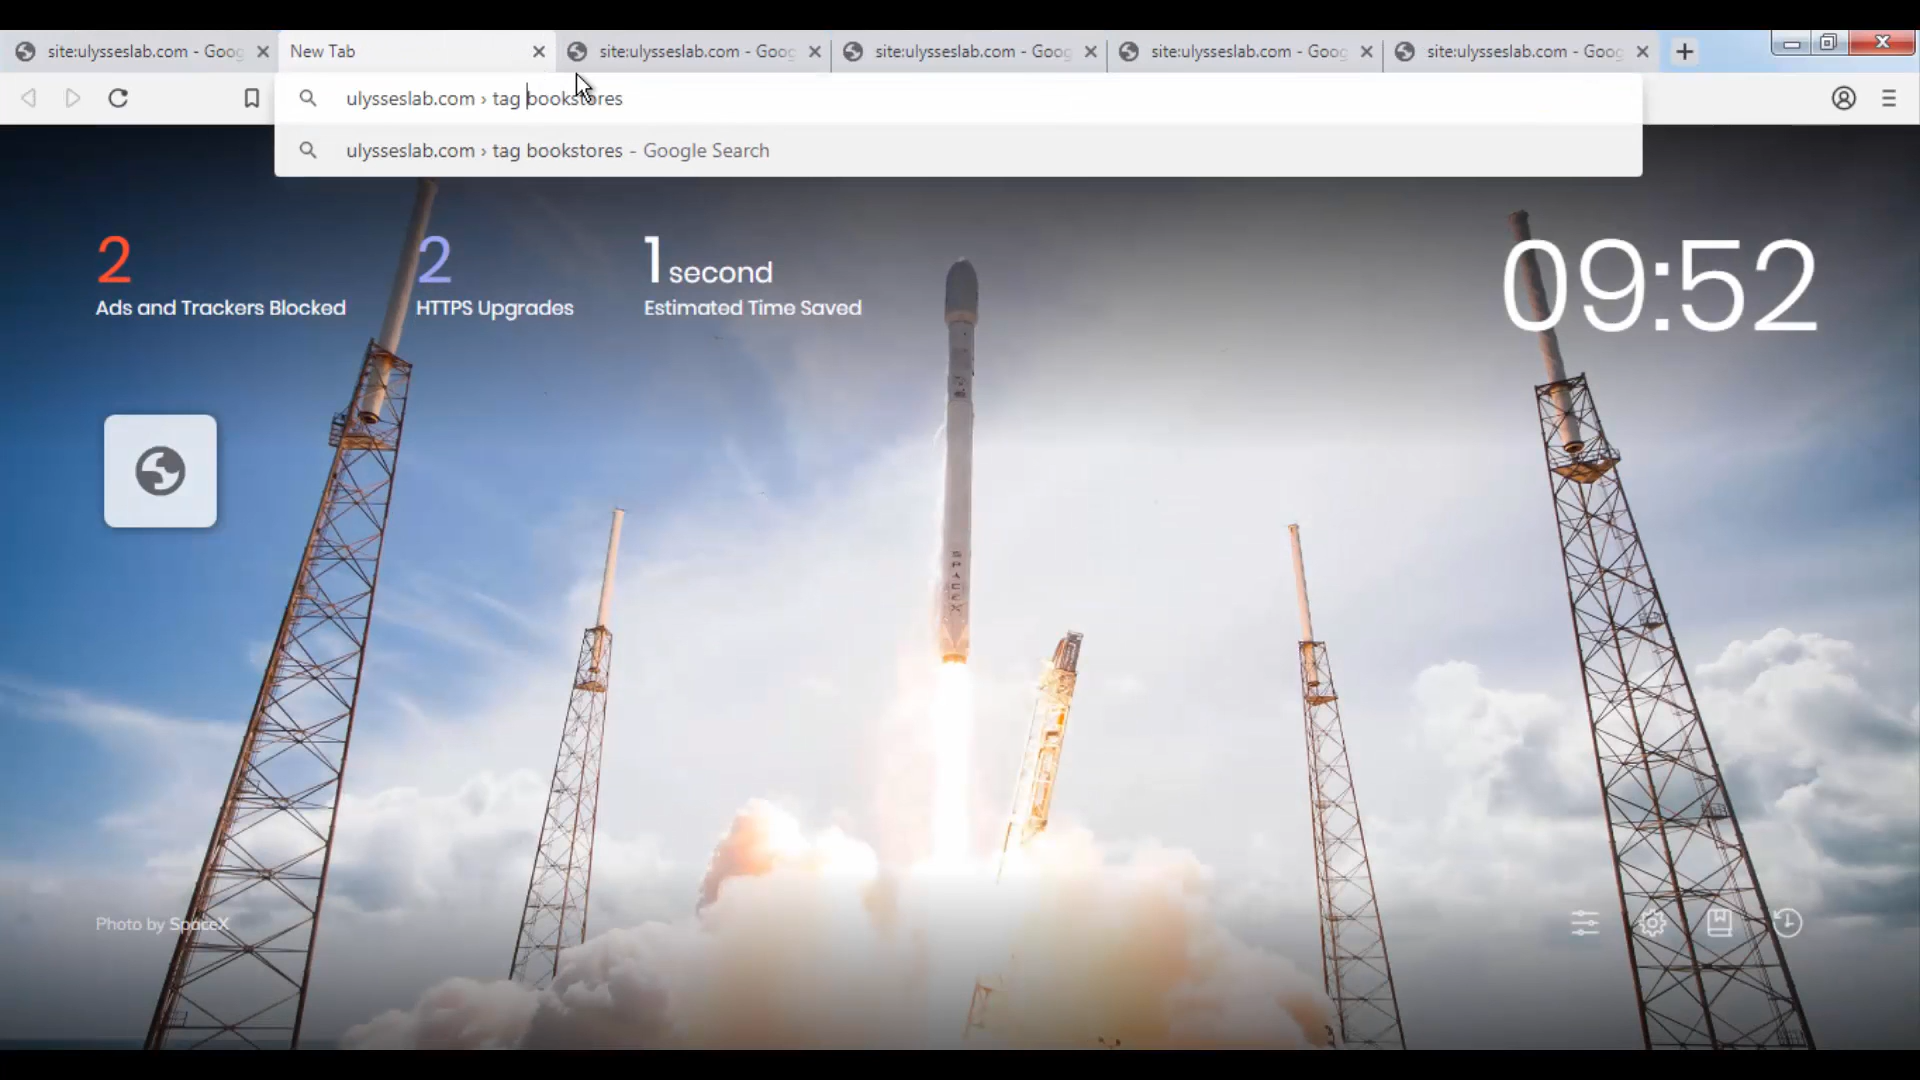 site:ulysseslab.com - Goog
New Tab
site:ulysseslab.com - Goog
site:ulysseslab.com - Goog
site:ulysseslab.com - Goog
site:ulysseslab.com - Goog
ulysseslab.com › tag bookstores
ulysseslab.com › tag bookstores - Google Search
2
Ads and Trackers Blocked
2
HTTPS Upgrades
1 second
Estimated Time Saved
09:52
SPACEX
Photo by SpaceX